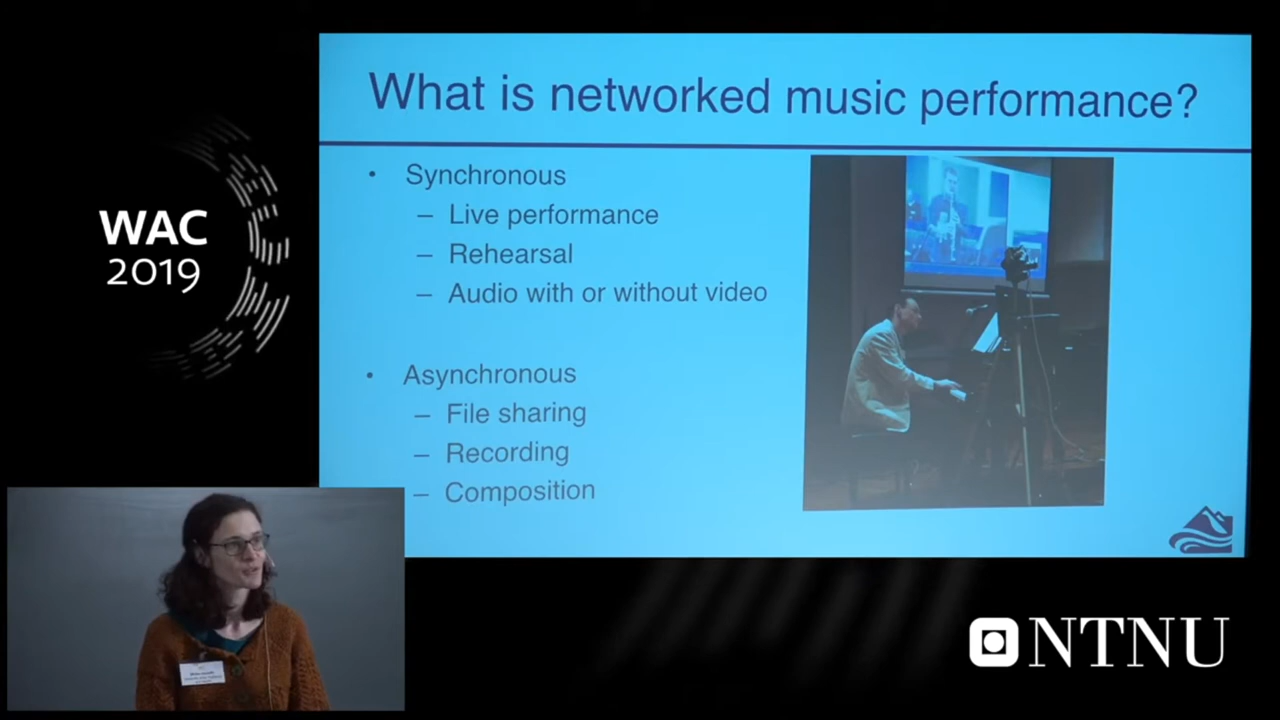 What is networked music performance?
WAC
2019
• Synchronous
– Live performance
– Rehearsal
– Audio with or without video
• Asynchronous
– File sharing
– Recording
– Composition
NTNU